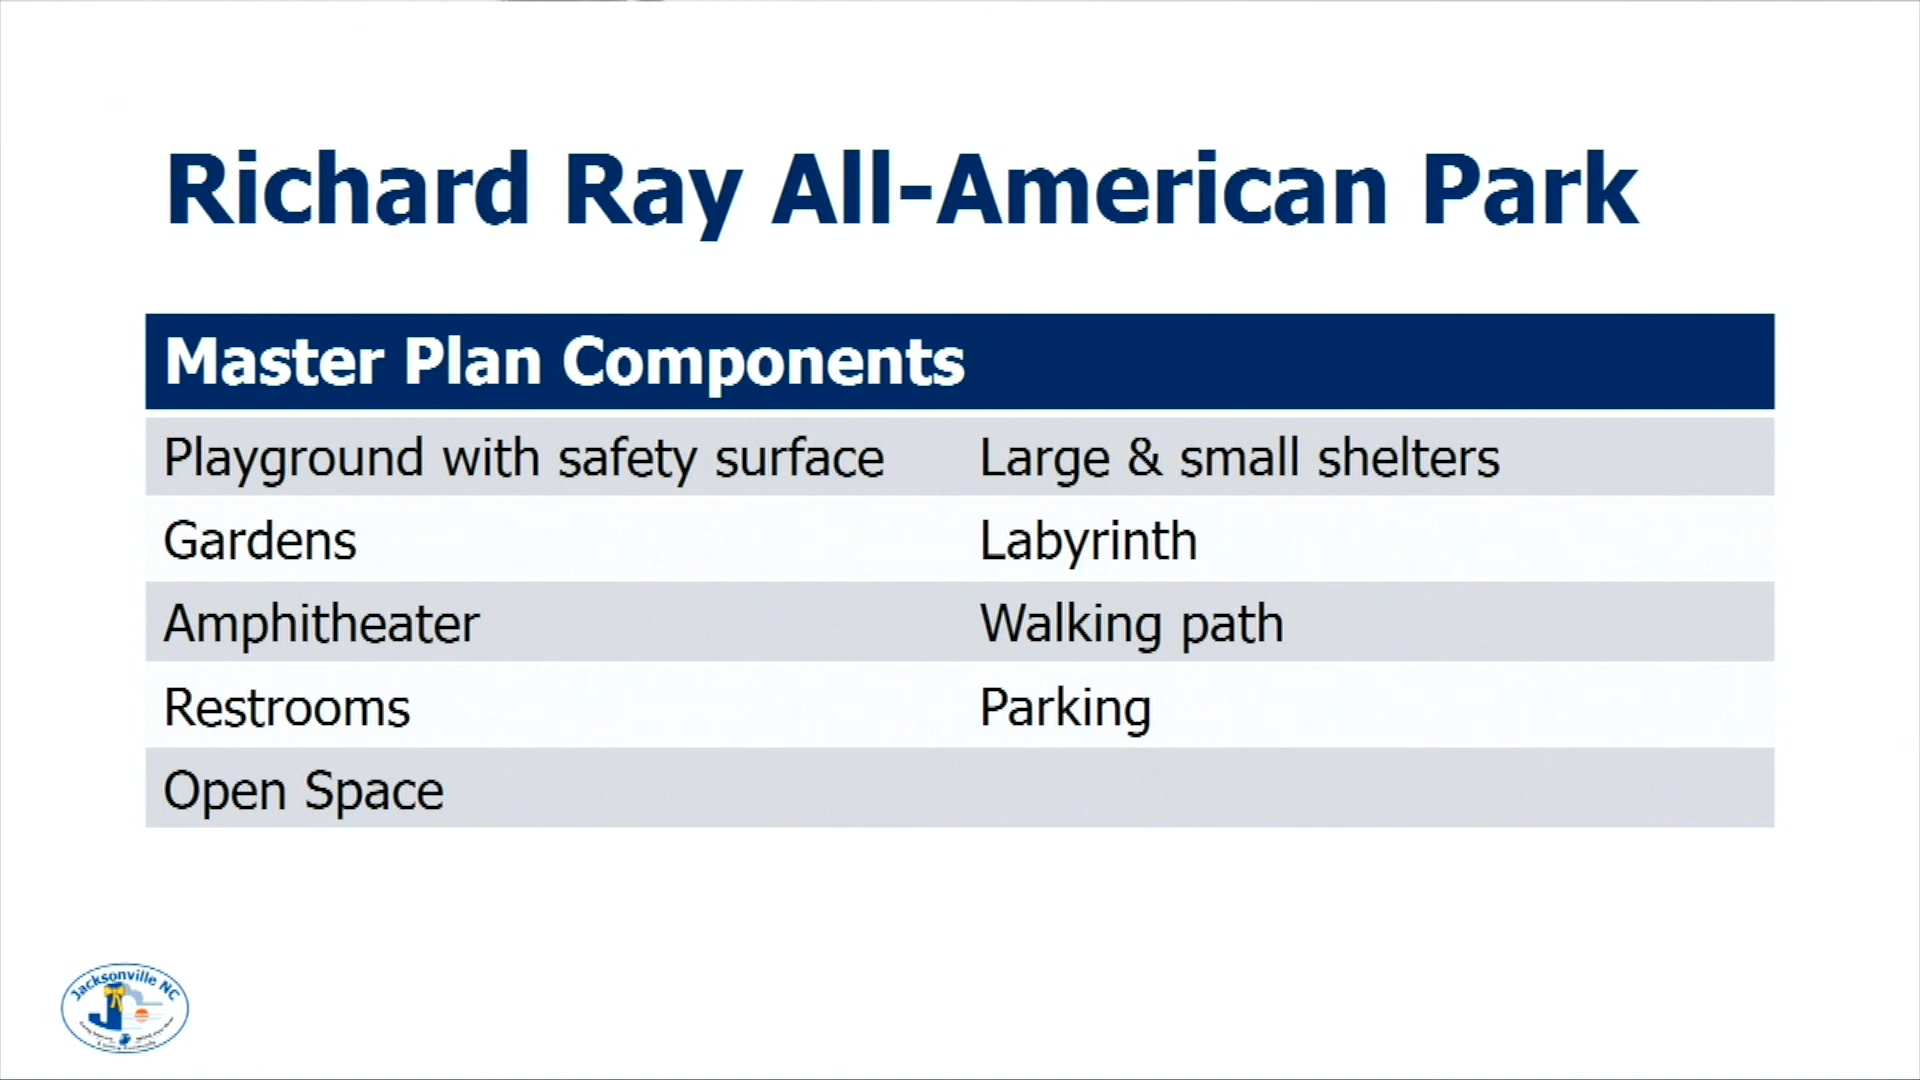 Richard Ray All-American Park
Master Plan Components
Playground with safety surface Large & small shelters
Gardens Labyrinth
Amphitheater Walking path
Restrooms Parking
Open Space
Jacksonville NC